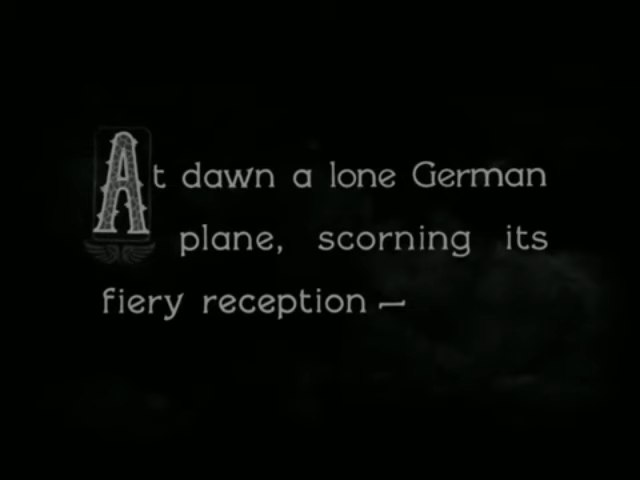 At dawn a lone German
plane, scorning its
fiery reception —